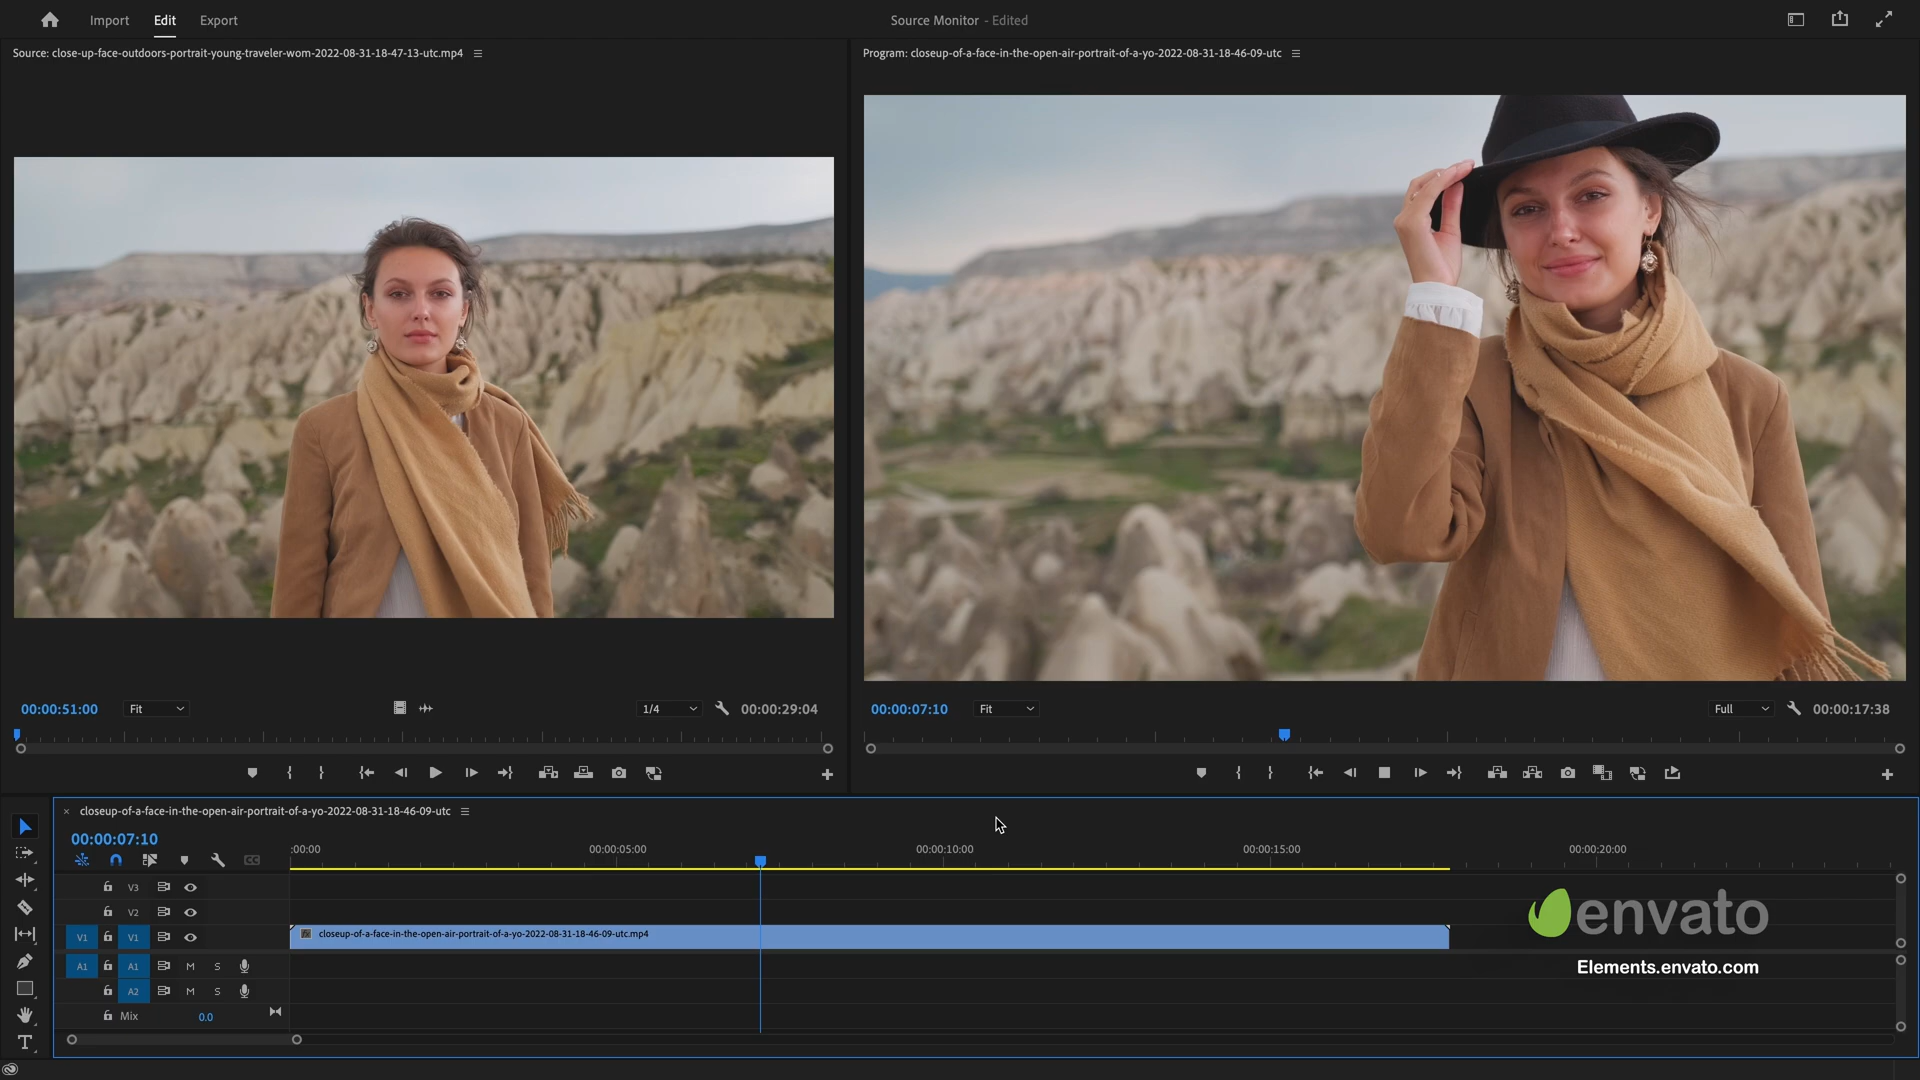 Import Edit Export
Source Monitor - Edited
Source: close-up-face-outdoors-portrait-young-traveler-wom-2022-08-31-18-47-13-utc.mp4
Program: closeup-of-a-face-in-the-open-air-portrait-of-a-yo-2022-08-31-18-46-09-utc
00:00:51:00 Fit 1/4 00:00:29:04
00:00:07:10 Fit Full 00:00:17:38
× closeup-of-a-face-in-the-open-air-portrait-of-a-yo-2022-08-31-18-46-09-utc
00:00:07:10
:00:00 00:00:05:00 00:00:10:00 00:00:15:00 00:00:20:00
V3
V2
V1 V1 fx closeup-of-a-face-in-the-open-air-portrait-of-a-yo-2022-08-31-18-46-09-utc.mp4
A1 A1 M S
A2 M S
Mix 0.0
T
envato
Elements.envato.com